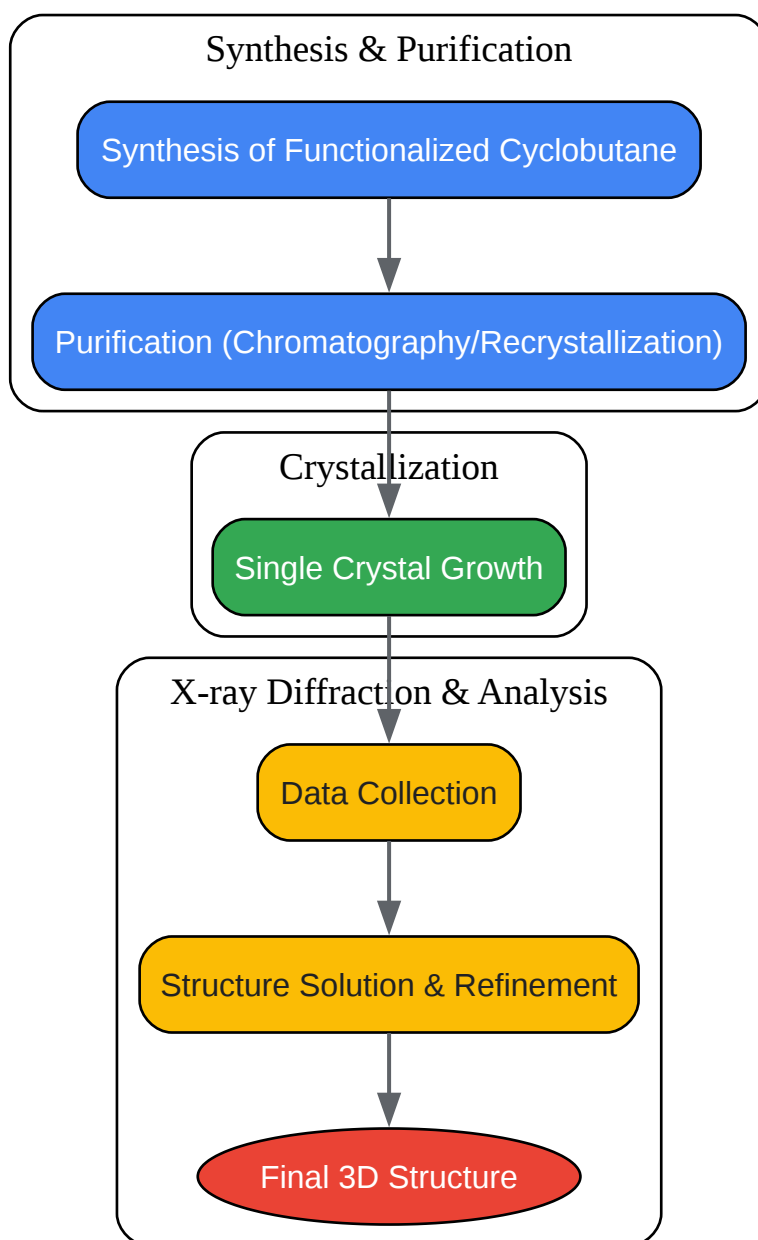 Synthesis & Purification
Synthesis of Functionalized Cyclobutane
Purification (Chromatography/Recrystallization)
Crystallization
Single Crystal Growth
X-ray Diffraction & Analysis
Data Collection
Structure Solution & Refinement
Final 3D Structure